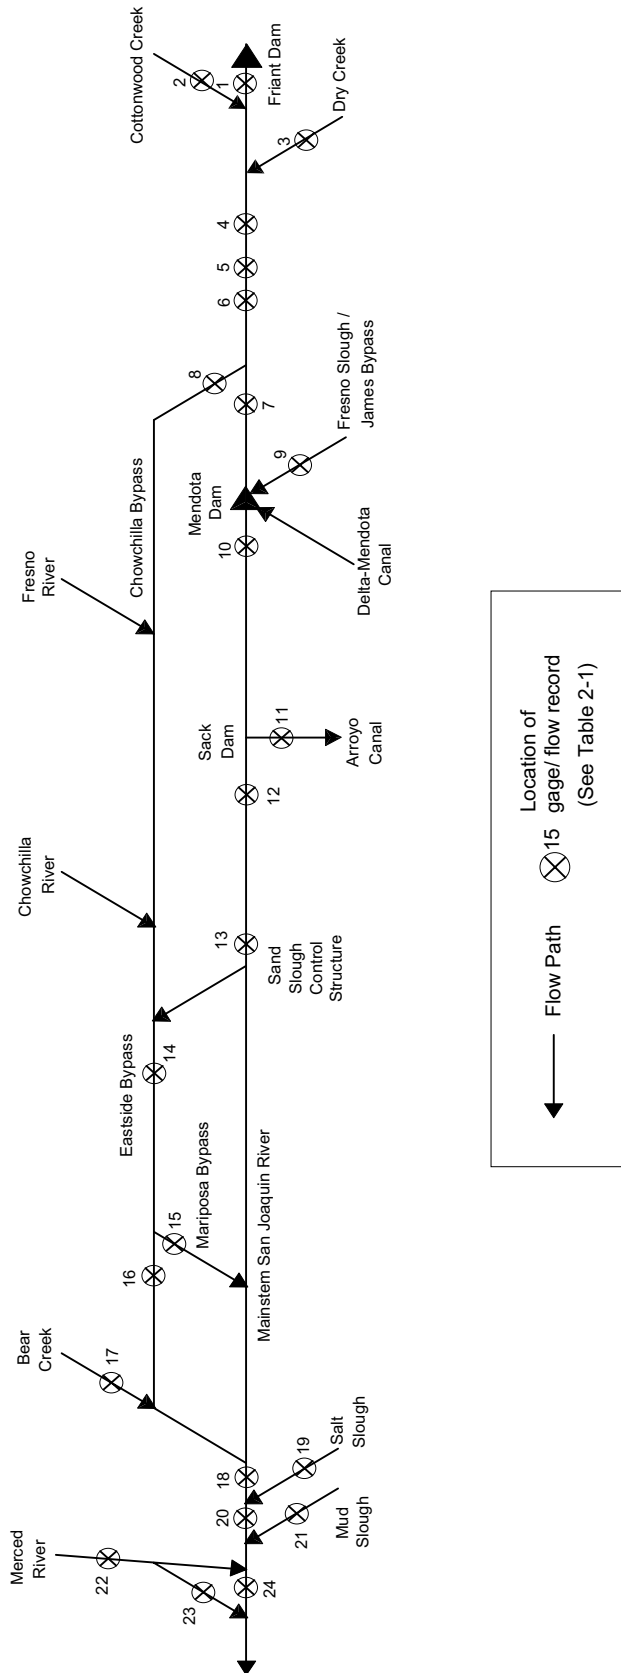 Cottonwood Creek
2
1
Friant Dam
Dry Creek
3
4
5
6
8
7
Fresno Slough /
James Bypass
9
Mendota
Dam
10
Delta-Mendota
Canal
Chowchilla Bypass
Fresno
River
Sack
Dam
11
Arroyo
Canal
12
Chowchilla
River
13
Sand
Slough
Control
Structure
14
Eastside Bypass
15
Mariposa Bypass
16
Mainstem San Joaquin River
Bear
Creek
17
18
19
Salt
Slough
20
21
Mud
Slough
Merced
River
22
23
24
Flow Path
15
Location of
gage/ flow record
(See Table 2-1)